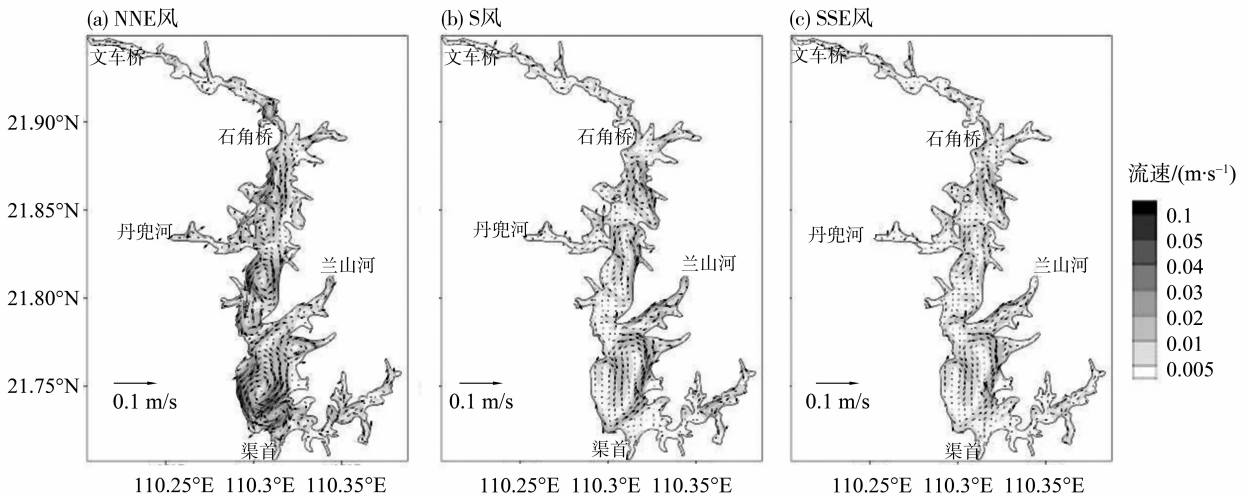 (a) NNE风
(b) S风
(c) SSE风
文车桥
石角桥
丹兜河
兰山河
渠首
0.1 m/s
21.90°N
21.85°N
21.80°N
21.75°N
110.25°E 110.3°E 110.35°E
文车桥
石角桥
丹兜河
兰山河
渠首
0.1 m/s
110.25°E 110.3°E 110.35°E
文车桥
石角桥
丹兜河
兰山河
渠首
0.1 m/s
110.25°E 110.3°E 110.35°E
流速/(m·s⁻¹)
0.1
0.05
0.04
0.03
0.02
0.01
0.005